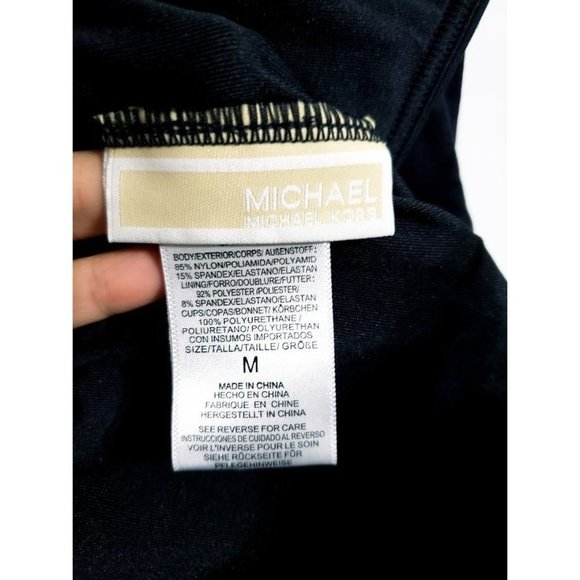 MICHAEL
MICHAEL KORS
BODY/EXTERIOR/CORPS/ AUßENSTOFF:
85% NYLON/POLIAMIDA/POLYAMID
15% SPANDEX/ELASTANO/ELASTAN
LINING/FORRO/DOUBLURE/FUTTER:
92% POLYESTER /POLIESTER/
8% SPANDEX/ELASTANO/ELASTAN
CUPS/COPAS/BONNET/ KÖRBCHEN
100% POLYURETHANE /
POLIURETANO/ POLYURETHAN
CON INSUMOS IMPORTADOS
SIZE/TALLA/TAILLE/ GRÖßE
M
MADE IN CHINA
HECHO EN CHINA
FABRIQUE EN CHINE
HERGESTELLT IN CHINA
SEE REVERSE FOR CARE
INSTRUCCIONES DE CUIDADO AL REVERSO
VOIR L'INVERSE POUR LE SOIN
SIEHE RÜCKSEITE FÜR
PFLEGEHINWEISE